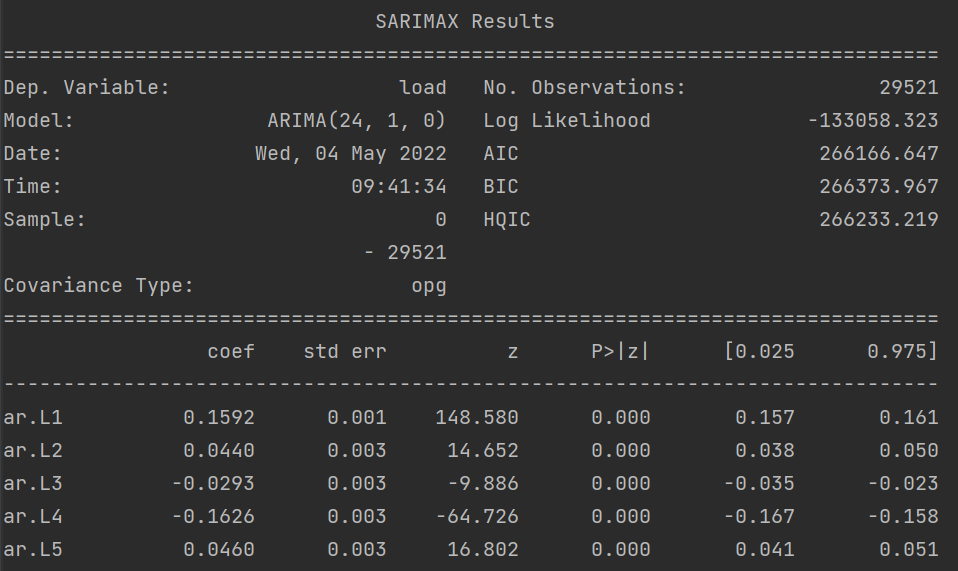 SARIMAX Results
==============================================================================
Dep. Variable:                   load   No. Observations:                29521
Model:                ARIMA(24, 1, 0)   Log Likelihood             -133058.323
Date:                Wed, 04 May 2022   AIC                         266166.647
Time:                        09:41:34   BIC                         266373.967
Sample:                             0   HQIC                        266233.219
                              - 29521
Covariance Type:                  opg
==============================================================================
                 coef    std err          z      P>|z|      [0.025      0.975]
------------------------------------------------------------------------------
ar.L1          0.1592      0.001    148.580      0.000       0.157       0.161
ar.L2          0.0440      0.003     14.652      0.000       0.038       0.050
ar.L3         -0.0293      0.003     -9.886      0.000      -0.035      -0.023
ar.L4         -0.1626      0.003    -64.726      0.000      -0.167      -0.158
ar.L5          0.0460      0.003     16.802      0.000       0.041       0.051